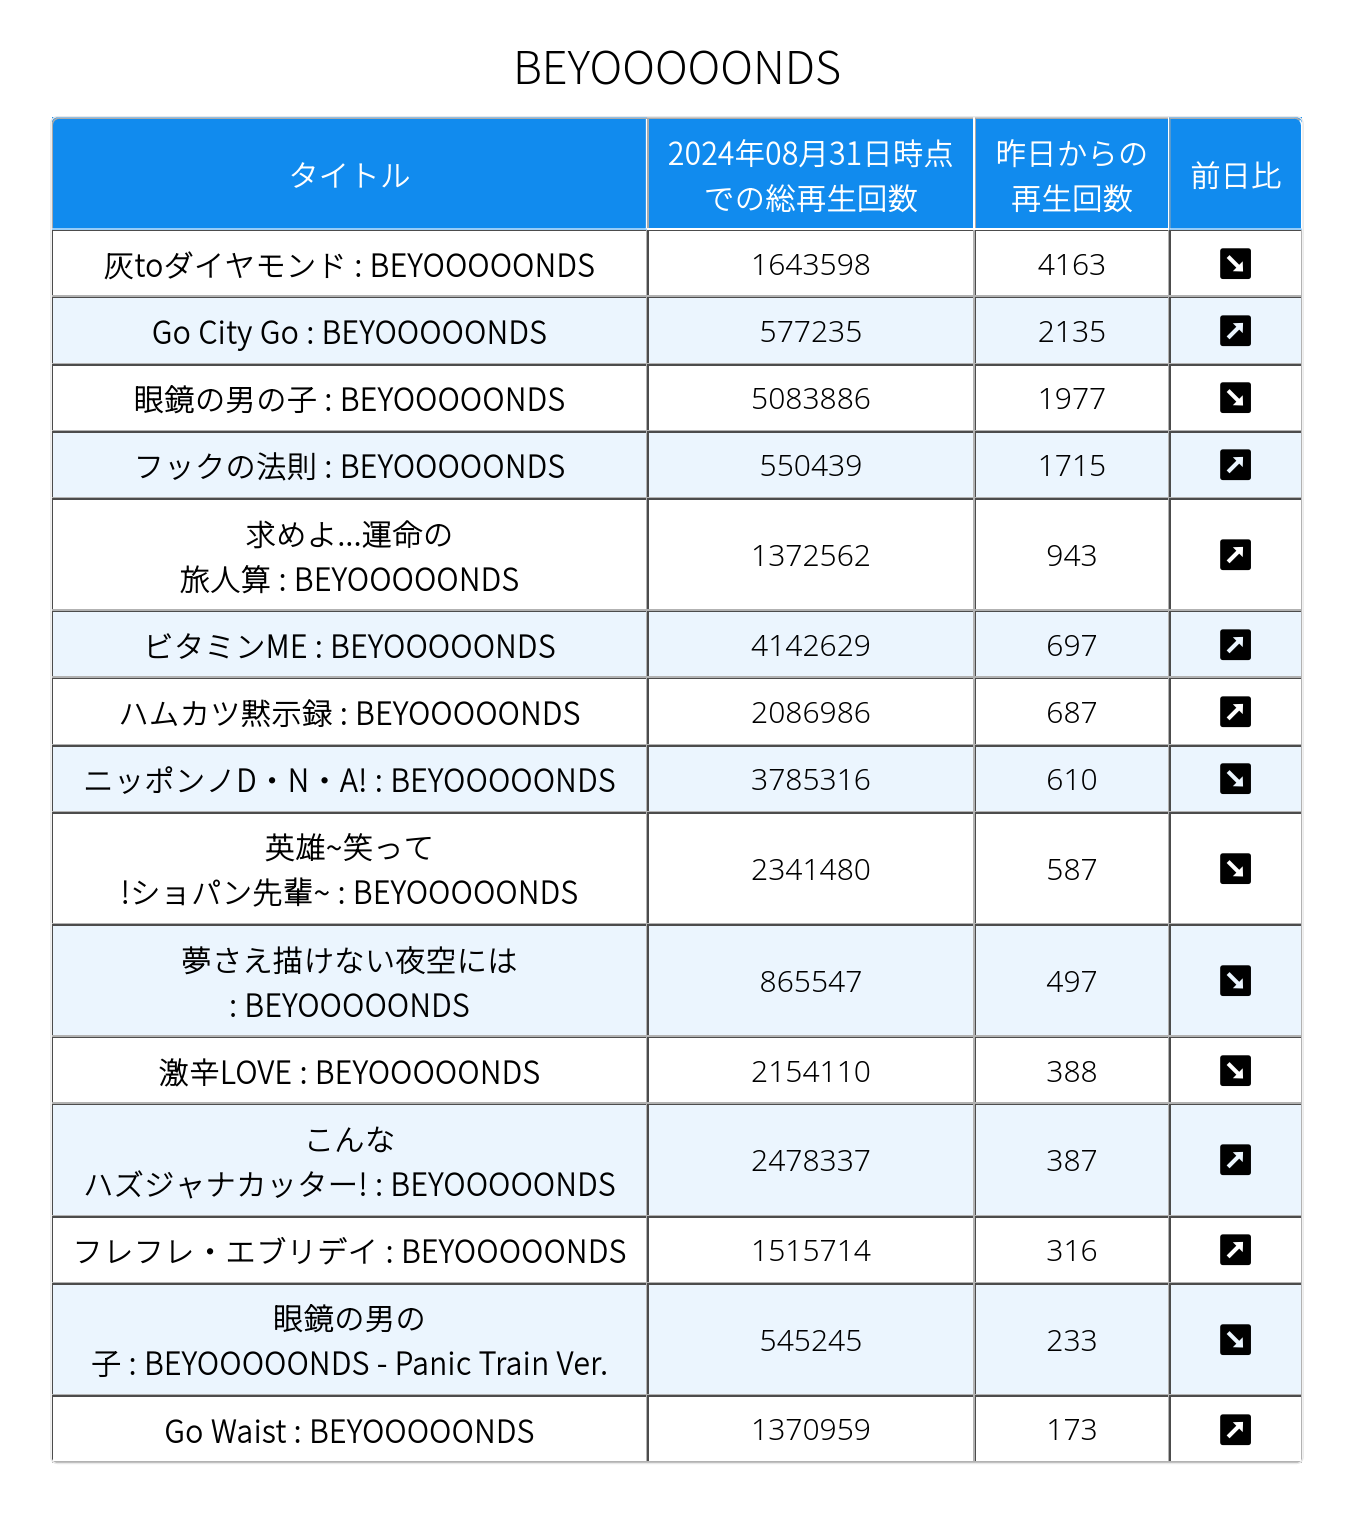 BEYOOOOONDS
タイトル
2024年08月31日時点
での総再生回数
昨日からの
再生回数
前日比
灰toダイヤモンド : BEYOOOOONDS
1643598
4163
Go City Go : BEYOOOOONDS
577235
2135
眼鏡の男の子 : BEYOOOOONDS
5083886
1977
フックの法則 : BEYOOOOONDS
550439
1715
求めよ...運命の
旅人算 : BEYOOOOONDS
1372562
943
ビタミンME : BEYOOOOONDS
4142629
697
ハムカツ黙示録 : BEYOOOOONDS
2086986
687
ニッポンノD・N・A! : BEYOOOOONDS
3785316
610
英雄~笑って
!ショパン先輩~ : BEYOOOOONDS
2341480
587
夢さえ描けない夜空には
: BEYOOOOONDS
865547
497
激辛LOVE : BEYOOOOONDS
2154110
388
こんな
ハズジャナカッター! : BEYOOOOONDS
2478337
387
フレフレ・エブリデイ : BEYOOOOONDS
1515714
316
眼鏡の男の
子 : BEYOOOOONDS - Panic Train Ver.
545245
233
Go Waist : BEYOOOOONDS
1370959
173